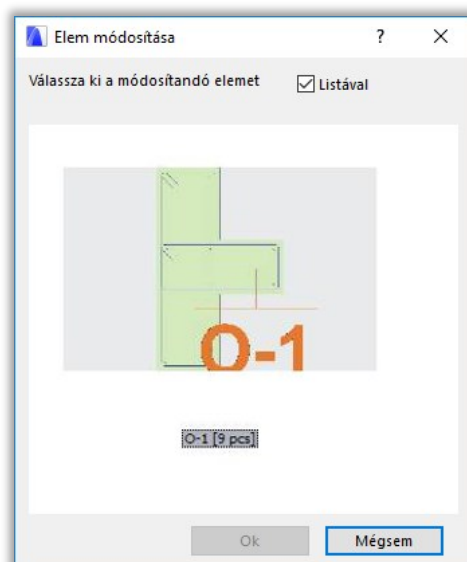 Elem módosítása
?
Válassza ki a módosítandó elemet
Listával
O-1
O-1 [9 pcs]
Ok
Mégsem